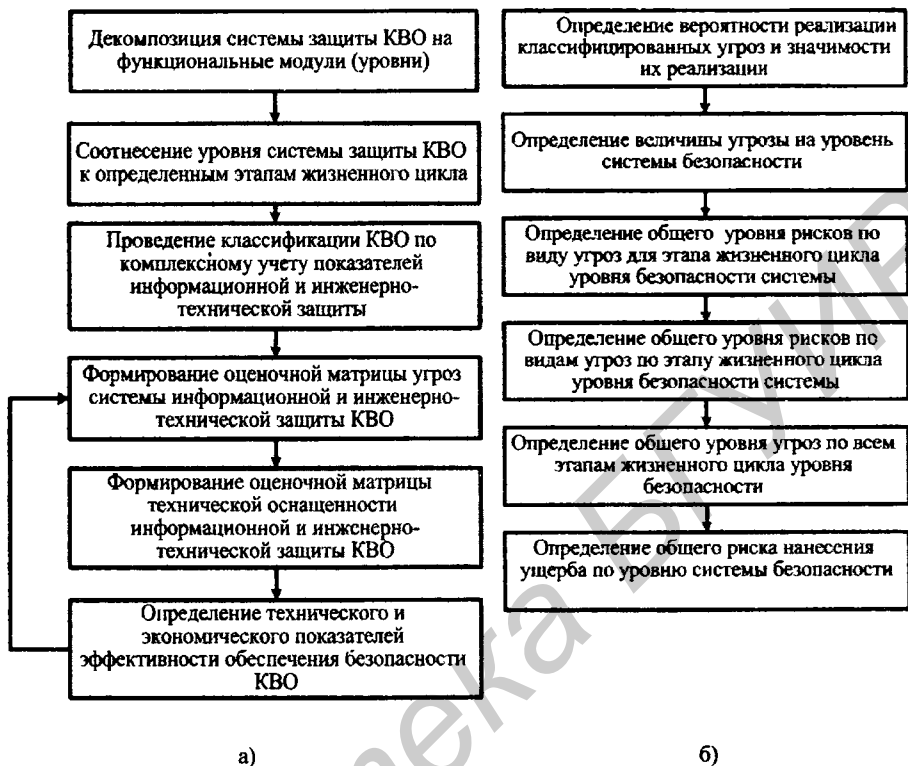 Декомпозиция системы защиты КВО на
функциональные модули (уровни)
Соотнесение уровня системы защиты КВО
к определенным этапам жизненного цикла
Проведение классификации КВО по
комплексному учету показателей
информационной и инженерно-
технической защиты
Формирование оценочной матрицы угроз
системы информационной и инженерно-
технической защиты КВО
Формирование оценочной матрицы
технической оснащенности
информационной и инженерно-
технической защиты КВО
Определение технического и
экономического показателей
эффективности обеспечения безопасности
КВО
а)
Определение вероятности реализации
классифицированных угроз и значимости
их реализации
Определение величины угрозы на уровень
системы безопасности
Определение общего уровня рисков по
виду угроз для этапа жизненного цикла
уровня безопасности системы
Определение общего уровня рисков по
видам угроз по этапу жизненного цикла
уровня безопасности системы
Определение общего уровня угроз по всем
этапам жизненного цикла уровня
безопасности
Определение общего риска нанесения
ущерба по уровню системы безопасности
б)
тека БГУИР